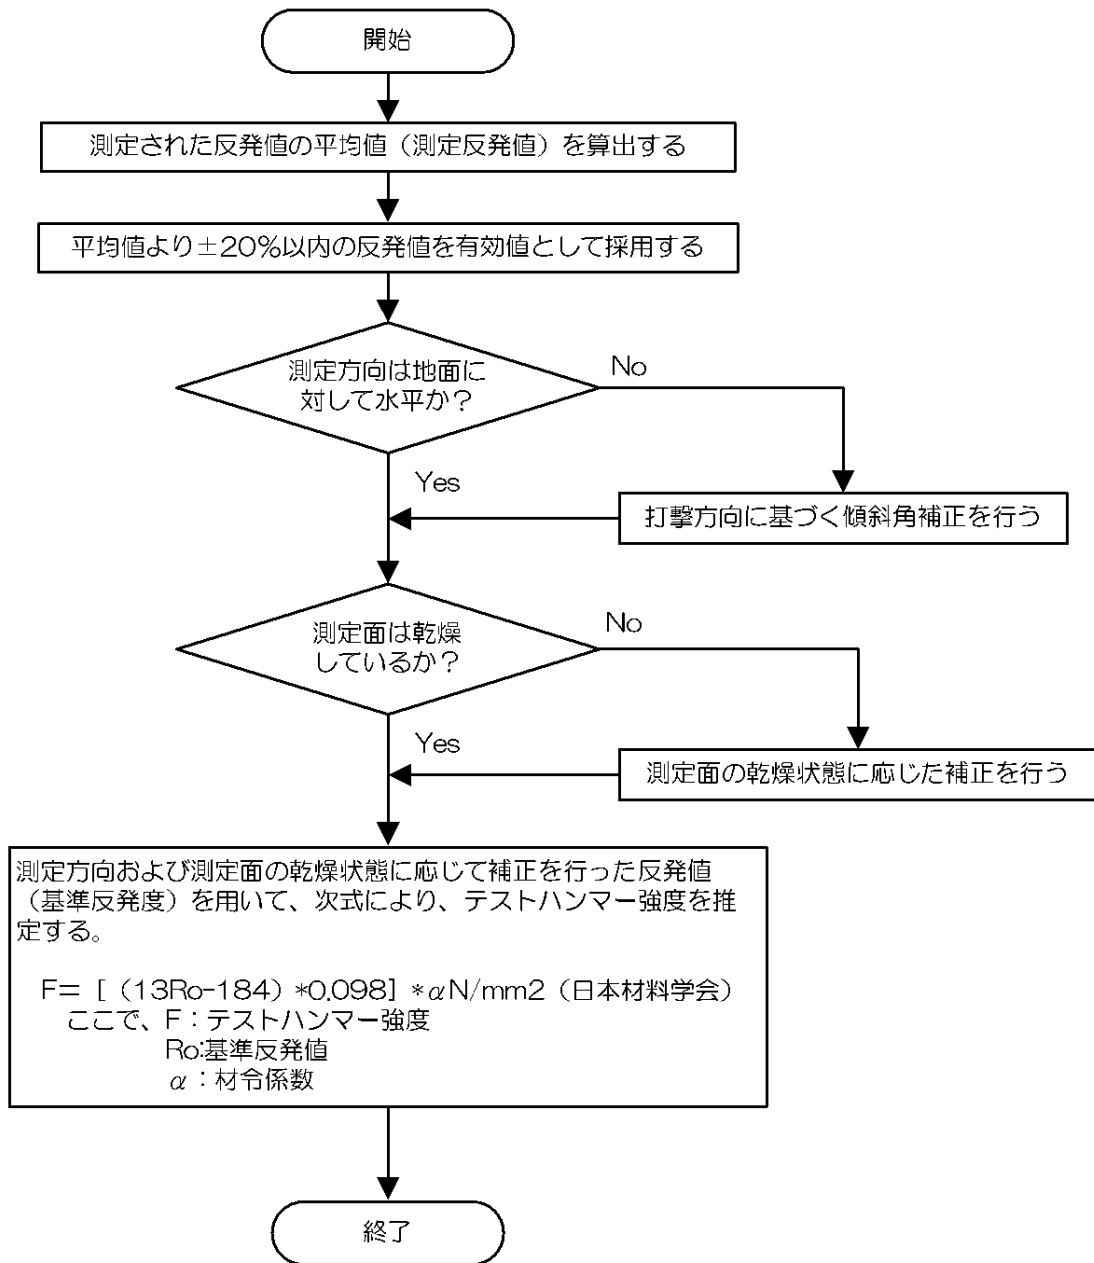 開始
測定された反発値の平均値（測定反発値）を算出する
平均値より±20%以内の反発値を有効値として採用する
測定方向は地面に
対して水平か？
No
Yes
打撃方向に基づく傾斜角補正を行う
測定面は乾燥
しているか？
No
Yes
測定面の乾燥状態に応じた補正を行う
測定方向および測定面の乾燥状態に応じて補正を行った反発値
（基準反発度）を用いて、次式により、テストハンマー強度を推
定する。
F＝［（13Ro-184）*0.098］*αN/mm2（日本材料学会）
ここで、F：テストハンマー強度
Ro:基準反発値
α：材令係数
終了